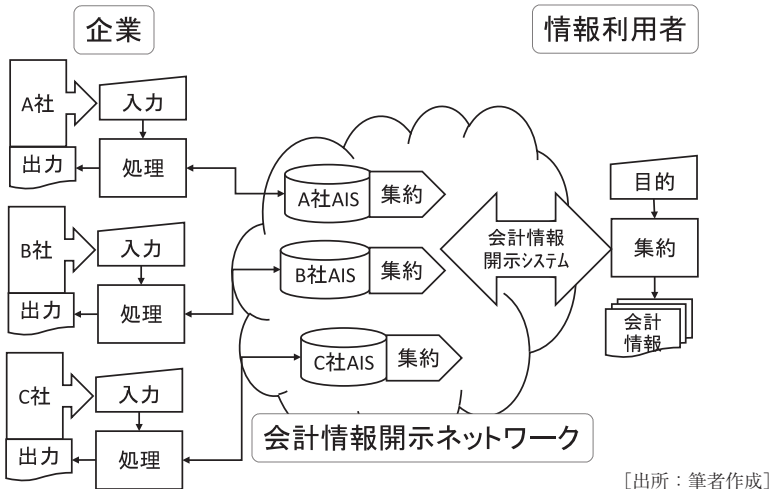 企業
情報利用者
A社
入力
出力
処理
A社AIS
集約
B社
入力
出力
処理
B社AIS
集約
C社
入力
出力
処理
C社AIS
集約
会計情報
開示システム
目的
集約
会計
情報
会計情報開示ネットワーク
[出所：筆者作成]